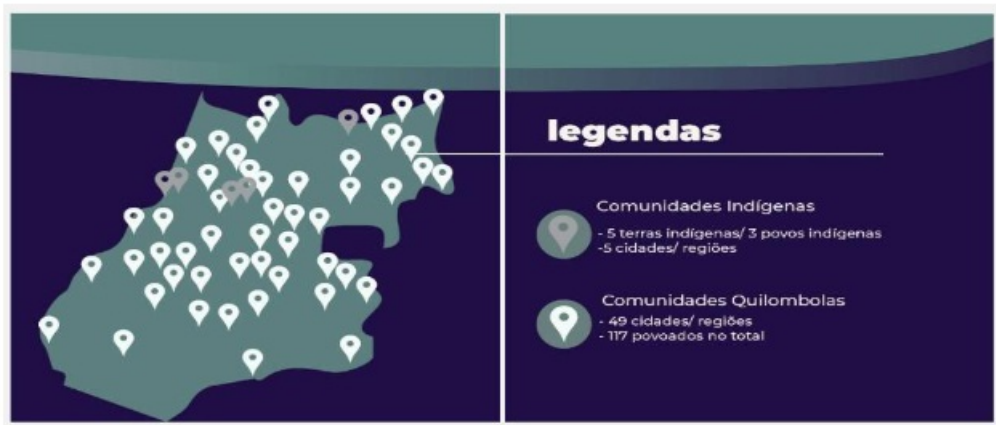 legendas
Comunidades Indígenas
- 5 terras indígenas/ 3 povos indígenas
-5 cidades/ regiões
Comunidades Quilombolas
- 49 cidades/ regiões
- 117 povoados no total